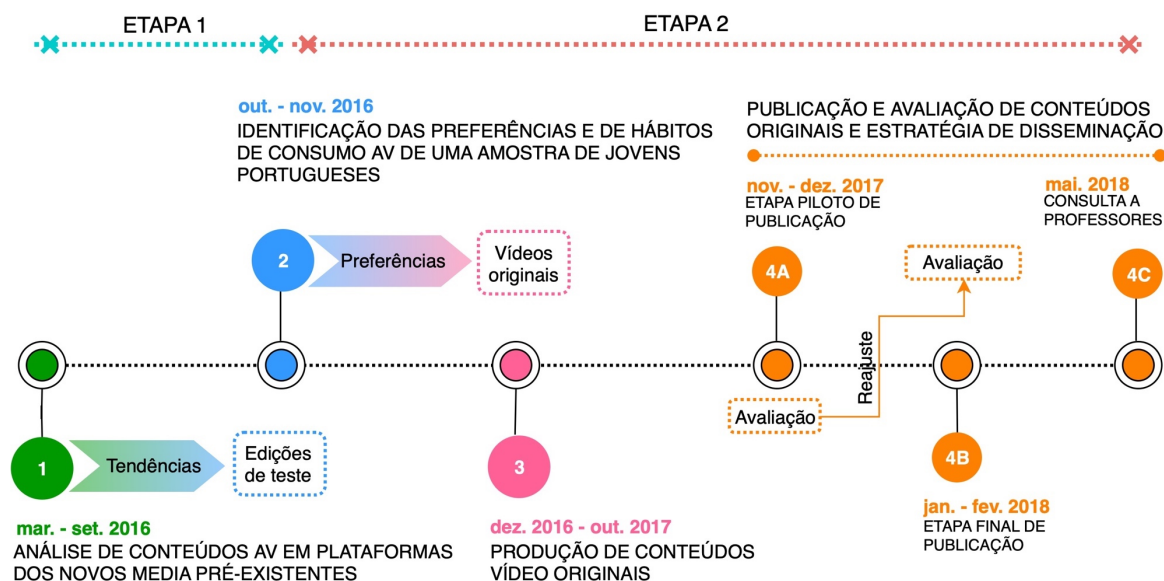 ETAPA 1
ETAPA 2
out. - nov. 2016
IDENTIFICAÇÃO DAS PREFERÊNCIAS E DE HÁBITOS
DE CONSUMO AV DE UMA AMOSTRA DE JOVENS
PORTUGUESES
PUBLICAÇÃO E AVALIAÇÃO DE CONTEÚDOS
ORIGINAIS E ESTRATÉGIA DE DISSEMINAÇÃO
nov. - dez. 2017
ETAPA PILOTO DE
PUBLICAÇÃO
mai. 2018
CONSULTA A
PROFESSORES
2
Preferências
Vídeos
originais
4A
Avaliação
4C
Reajuste
Avaliação
1
Tendências
Edições
de teste
3
4B
mar. - set. 2016
ANÁLISE DE CONTEÚDOS AV EM PLATAFORMAS
DOS NOVOS MEDIA PRÉ-EXISTENTES
dez. 2016 - out. 2017
PRODUÇÃO DE CONTEÚDOS
VÍDEO ORIGINAIS
jan. - fev. 2018
ETAPA FINAL DE
PUBLICAÇÃO